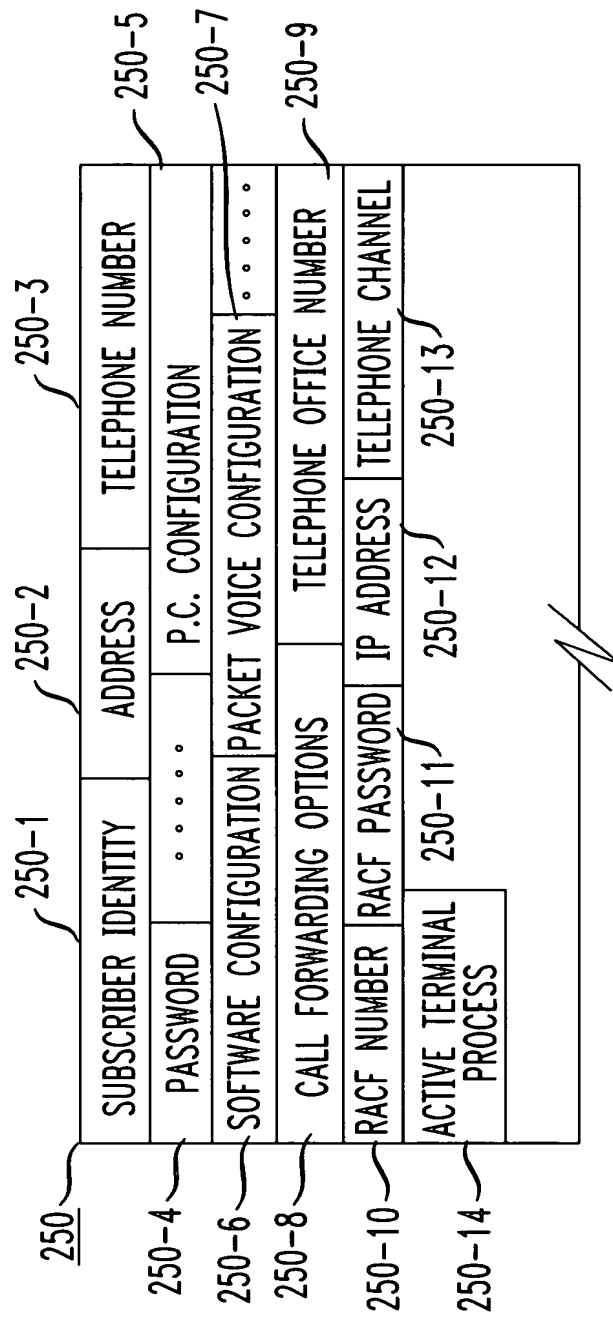 250
250-1
250-2
250-3
SUBSCRIBER IDENTITY
ADDRESS
TELEPHONE NUMBER
250-4
PASSWORD
P.C. CONFIGURATION
250-5
250-6
SOFTWARE CONFIGURATION
PACKET VOICE CONFIGURATION
250-7
250-8
CALL FORWARDING OPTIONS
TELEPHONE OFFICE NUMBER
250-9
250-10
RACF NUMBER
RACF PASSWORD
IP ADDRESS
TELEPHONE CHANNEL
250-11
250-12
250-13
250-14
ACTIVE TERMINAL
PROCESS